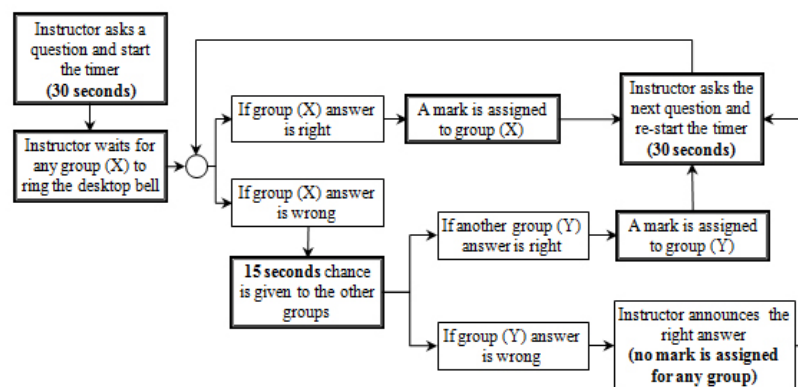 Instructor asks a
question and start
the timer
(30 seconds)
Instructor waits for
any group (X) to
ring the desktop bell
If group (X) answer
is right
A mark is assigned
to group (X)
Instructor asks the
next question and
re-start the timer
(30 seconds)
If group (X) answer
is wrong
15 seconds chance
is given to the other
groups
If another group (Y)
answer is right
A mark is assigned
to group (Y)
If group (Y) answer
is wrong
Instructor announces the
right answer
(no mark is assigned
for any group)